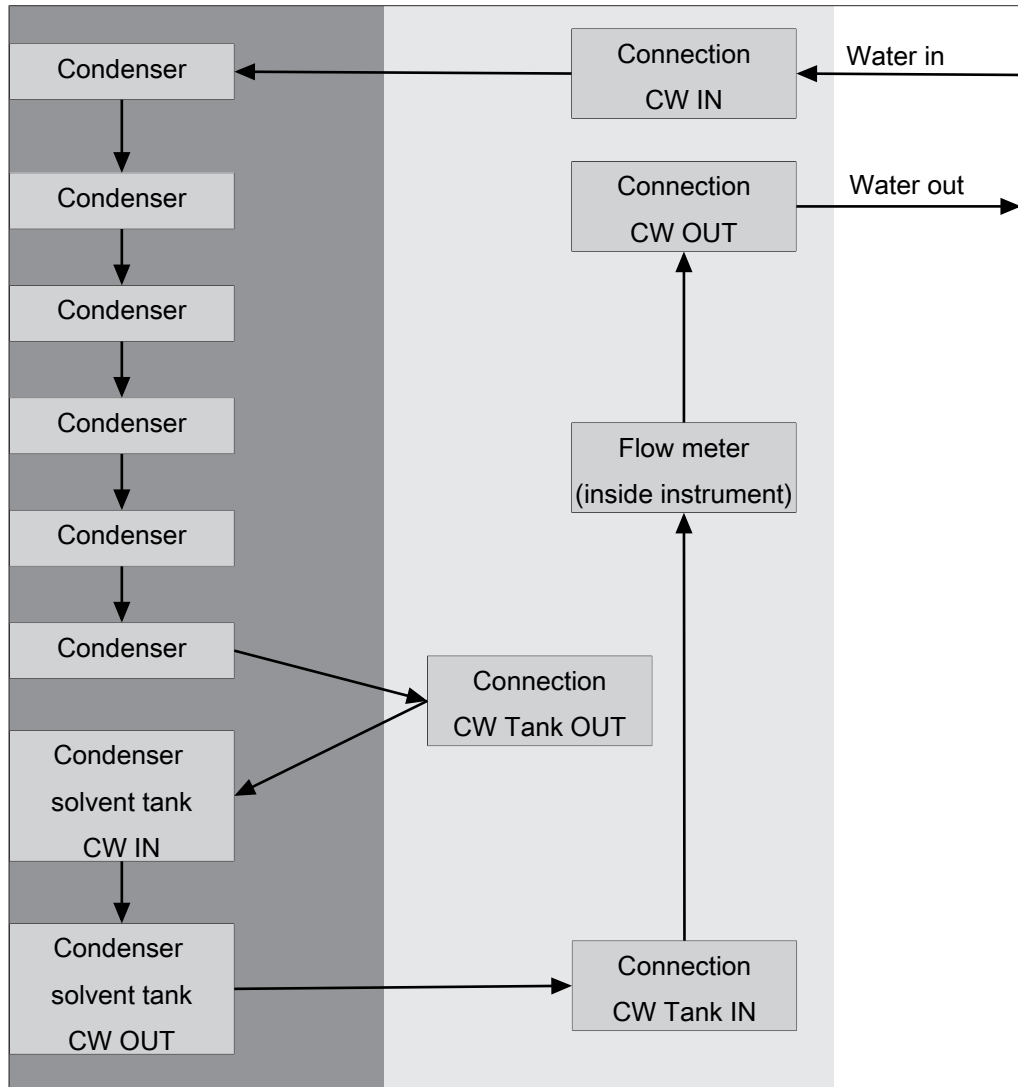 Condenser
Connection
CW IN
Water in
Condenser
Connection
CW OUT
Water out
Condenser
Condenser
Flow meter
(inside instrument)
Condenser
Condenser
Connection
CW Tank OUT
Condenser
solvent tank
CW IN
Condenser
solvent tank
CW OUT
Connection
CW Tank IN